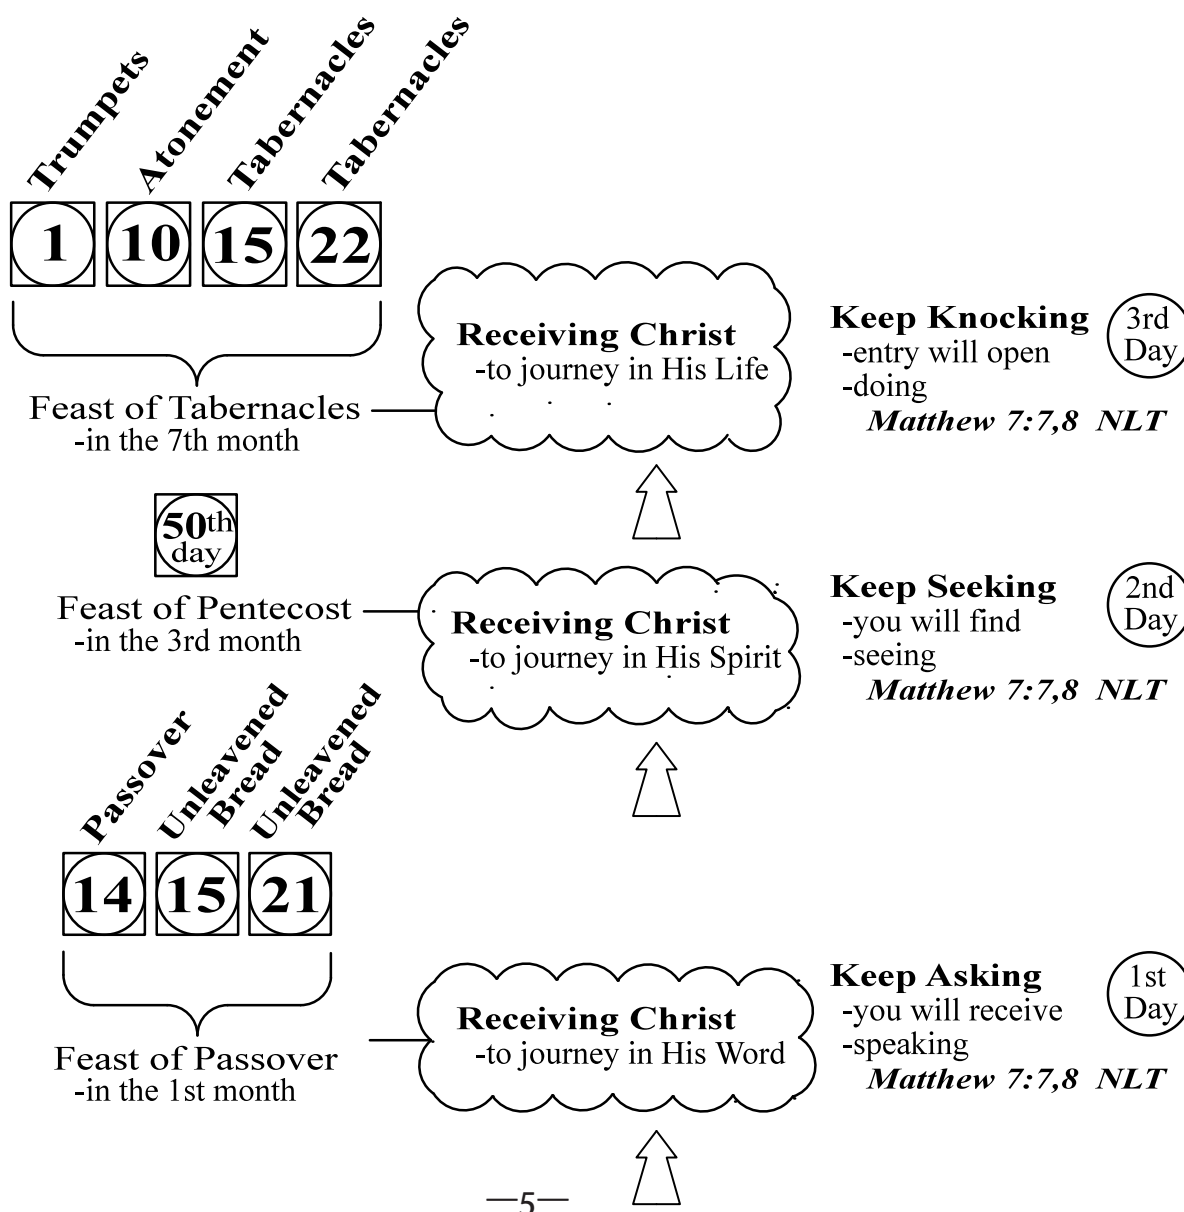 Trumpets
Atonement
Tabernacles
Tabernacles
1
10
15
22
Receiving Christ
-to journey in His Life
Keep Knocking
-entry will open
-doing
Matthew 7:7,8 NLT
3rd
Day
Feast of Tabernacles
-in the 7th month
50th
day
Feast of Pentecost
-in the 3rd month
Receiving Christ
-to journey in His Spirit
Keep Seeking
-you will find
-seeing
Matthew 7:7,8 NLT
2nd
Day
Passover
Unleavened
Bread
Unleavened
Bread
14
15
21
Feast of Passover
-in the 1st month
Receiving Christ
-to journey in His Word
Keep Asking
-you will receive
-speaking
Matthew 7:7,8 NLT
1st
Day
—5—